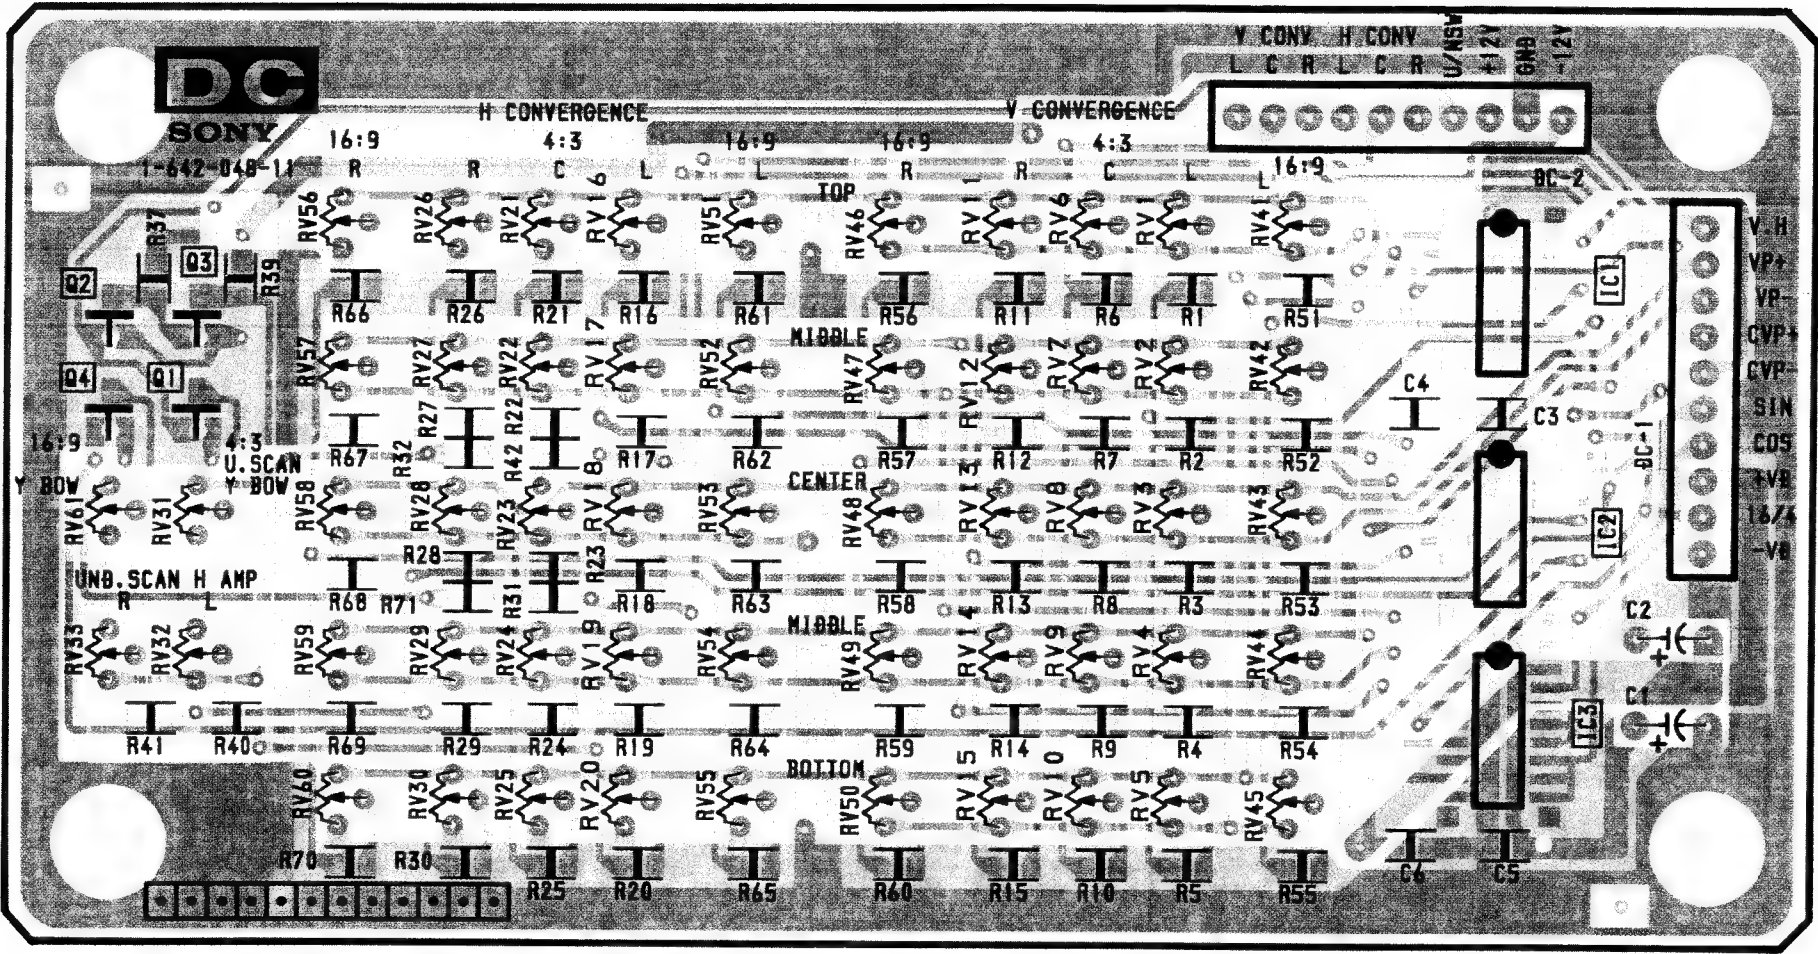 V CONV H CONV U/NSW +12V GND -12V
L C R L C R
DC
SONY
1-642-048-11
H CONVERGENCE V CONVERGENCE
16:9 4:3 16:9 16:9 4:3 16:9
R R C L L R R C L L
TOP
DC-2
RV56 RV26 RV21 RV16 RV51 RV46 RV11 RV6 RV1 RV41
R37 Q3 R39 Q2
IC1
R66 R26 R21 R16 R61 R56 R11 R6 R1 R51
MIDDLE
RV57 RV27 RV22 RV17 RV52 RV47 RV12 RV7 RV2 RV42
Q4 Q1
C4 C3
R27 R22
16:9 4:3
U.SCAN
Y BOW Y BOW
R67 R32 R42 R17 R62 R57 R12 R7 R2 R52
DC-1
CENTER
RV61 RV31 RV58 RV28 RV23 RV18 RV53 RV48 RV13 RV8 RV3 RV43
IC2
R28 R23
UND.SCAN H AMP
R L
R68 R71 R31 R18 R63 R58 R13 R8 R3 R53
MIDDLE
RV33 RV32 RV59 RV29 RV24 RV19 RV54 RV49 RV14 RV9 RV4 RV44
R41 R40 R69 R29 R24 R19 R64 R59 R14 R9 R4 R54
IC3
BOTTOM
RV60 RV30 RV25 RV20 RV55 RV50 RV15 RV10 RV5 RV45
R70 R30 R25 R20 R65 R60 R15 R10 R5 R55
C6 C5
V.H
VP+
VP-
CVP+
CVP-
SIN
COS
+VB
16/4
-VB
C2
+
C1
+